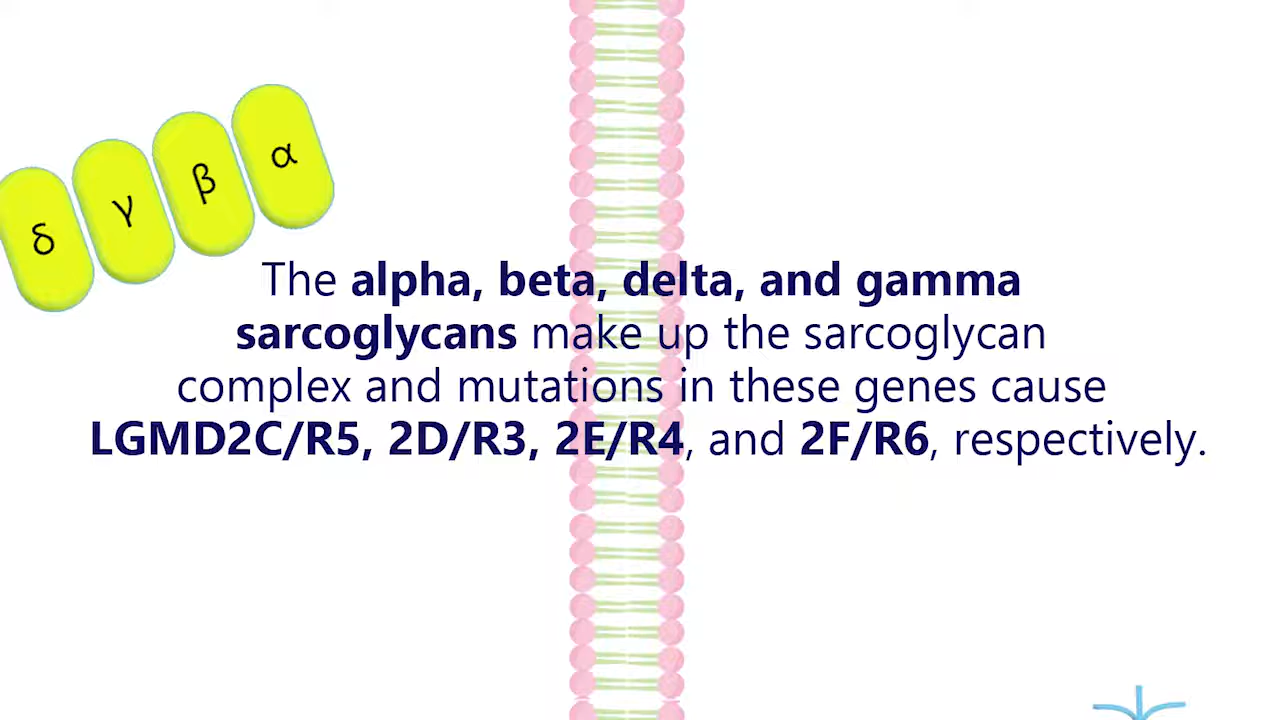 δ γ β α
The alpha, beta, delta, and gamma
sarcoglycans make up the sarcoglycan
complex and mutations in these genes cause
LGMD2C/R5, 2D/R3, 2E/R4, and 2F/R6, respectively.